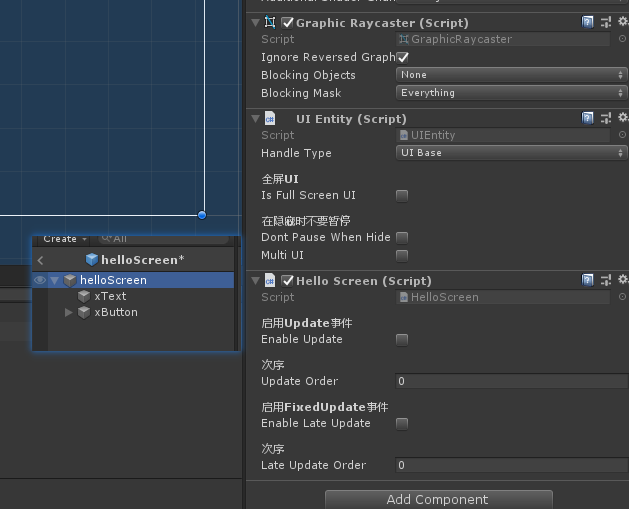 Graphic Raycaster (Script)
Script
GraphicRaycaster
Ignore Reversed Graph
Blocking Objects
None
Blocking Mask
Everything
UI Entity (Script)
Script
UIEntity
Handle Type
UI Base
全屏UI
Is Full Screen UI
在隐藏时不要暂停
Dont Pause When Hide
Multi UI
Create
All
helloScreen*
helloScreen
xText
xButton
Hello Screen (Script)
Script
HelloScreen
启用Update事件
Enable Update
次序
Update Order
0
启用FixedUpdate事件
Enable Late Update
次序
Late Update Order
0
Add Component